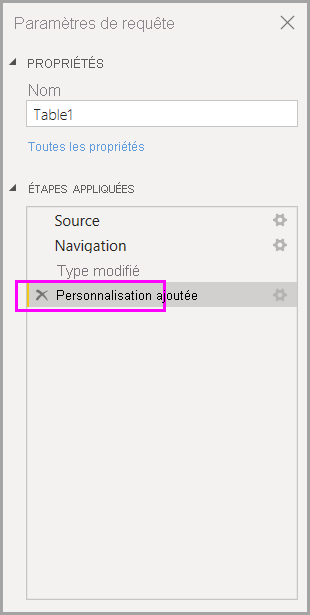 Paramètres de requête
PROPRIÉTÉS
Nom
Table1
Toutes les propriétés
ÉTAPES APPLIQUÉES
Source
Navigation
Type modifié
Personnalisation ajoutée